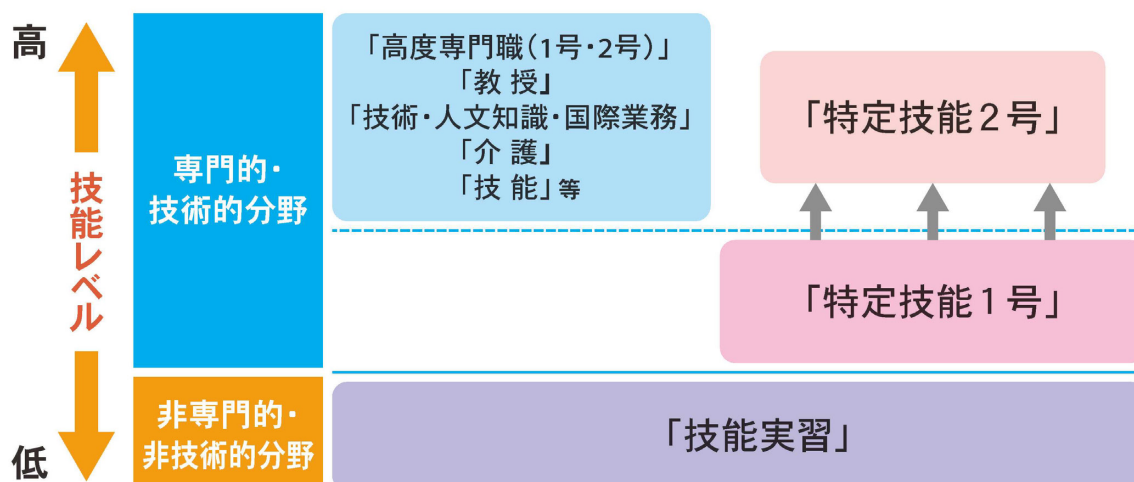 高
技能レベル
低
専門的・
技術的分野
非専門的・
非技術的分野
「高度専門職（1号・2号）」
「教 授」
「技術・人文知識・国際業務」
「介 護」
「技 能」等
「特定技能２号」
「特定技能１号」
「技能実習」